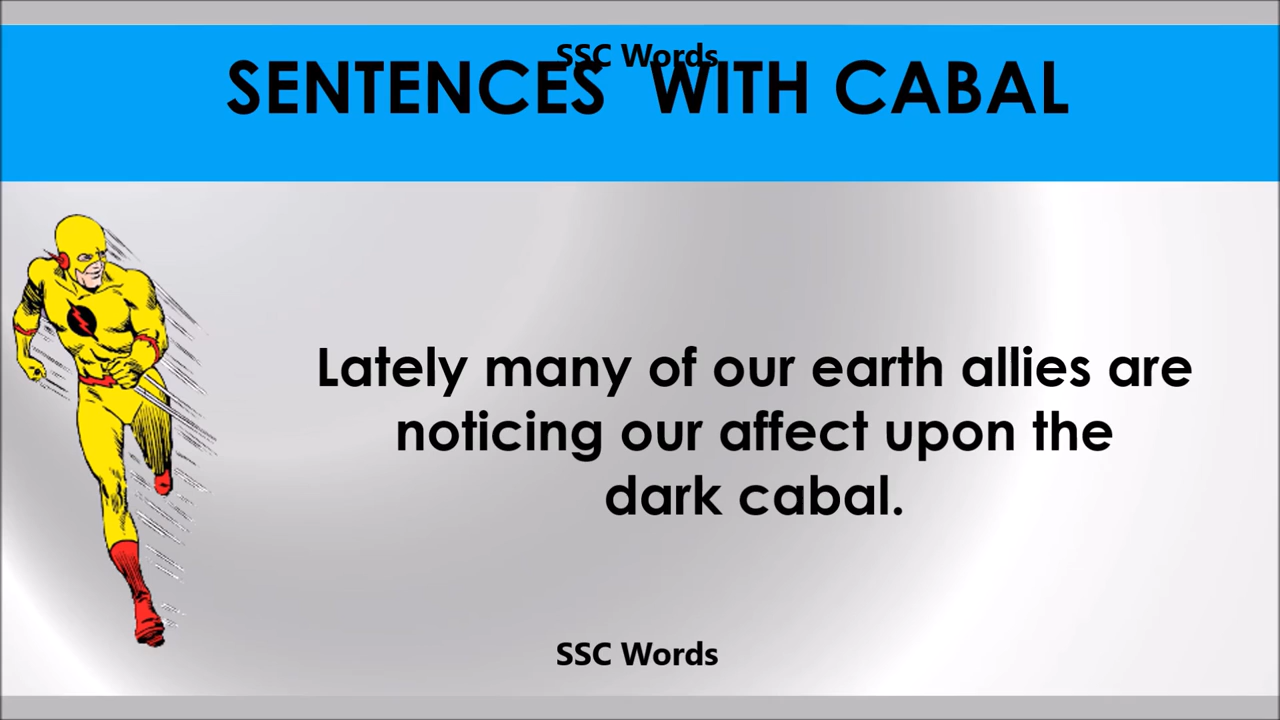 SSC Words
SENTENCES WITH CABAL
Lately many of our earth allies are
noticing our affect upon the
dark cabal.
SSC Words